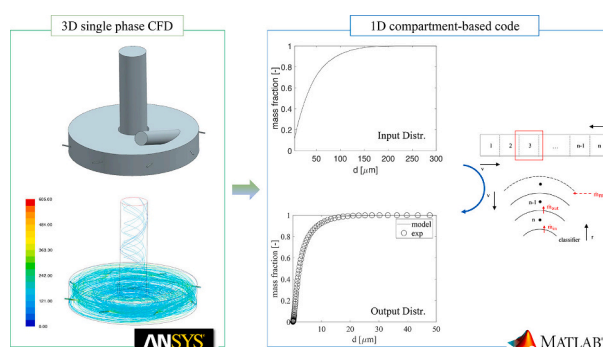 3D single phase CFD
1D compartment-based code
605.00
363.00
242.00
121.00
0.00
ANSYS
1
0.8
0.6
0.4
0.2
0
mass fraction [-]
Input Distr.
50 100 150 200 250 300
d [μm]
1
0.8
0.6
0.4
0.2
0
mass fraction [-]
model
exp
Output Distr.
0 10 20 30 40 50
d [μm]
1 2 3 ... n-1 n
v
v
n-1
n
classifier
r
MATLAB